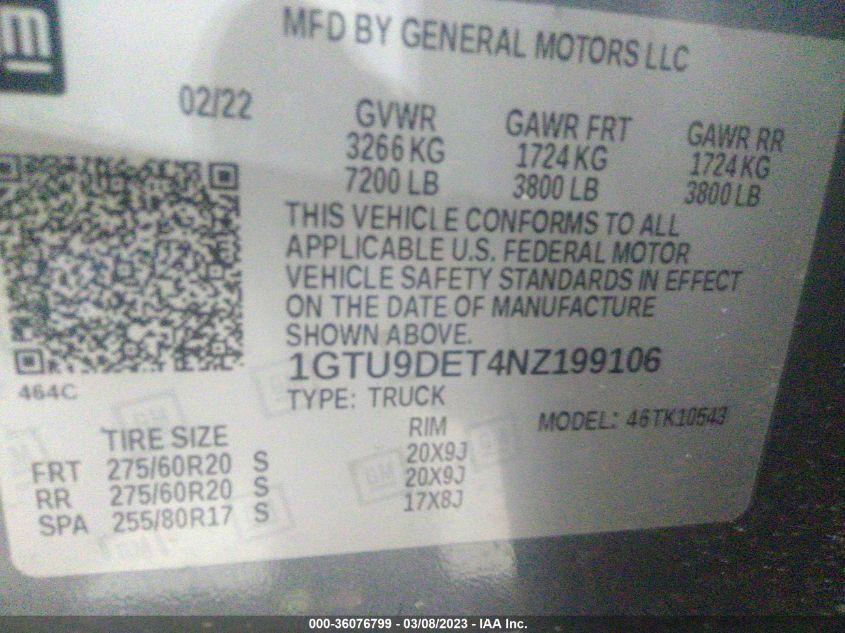 GM
MFD BY GENERAL MOTORS LLC
02/22
GVWR GAWR FRT GAWR RR
3266 KG 1724 KG 1724 KG
7200 LB 3800 LB 3800 LB
THIS VEHICLE CONFORMS TO ALL
APPLICABLE U.S. FEDERAL MOTOR
VEHICLE SAFETY STANDARDS IN EFFECT
ON THE DATE OF MANUFACTURE
SHOWN ABOVE.
1GTU9DET4NZ199106
464C
TYPE: TRUCK
MODEL: 46TK10543
TIRE SIZE RIM
FRT 275/60R20 S 20X9J
RR 275/60R20 S 20X9J
SPA 255/80R17 S 17X8J
000-36076799 - 03/08/2023 - IAA Inc.